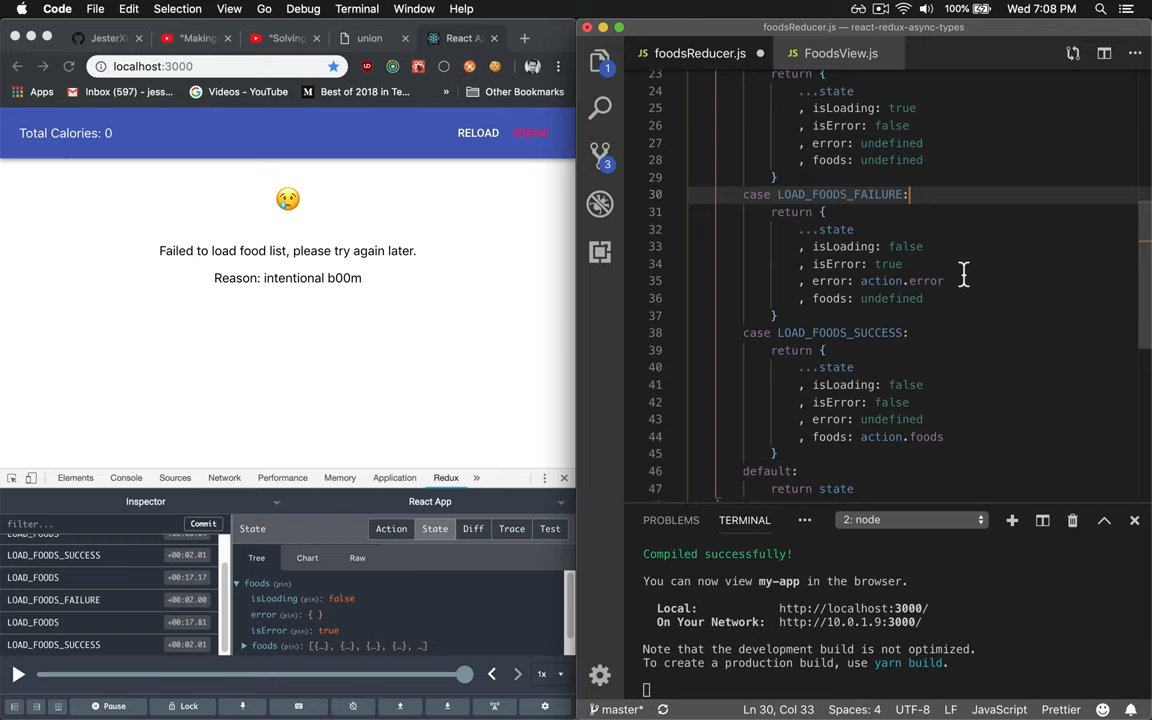 Code File Edit Selection View Go Debug Terminal Window Help 100% Wed 7:08 PM
JesterX "Making "Solving union React A
localhost:3000
Apps Inbox (597) - jess... Videos - YouTube Best of 2018 in Te... » Other Bookmarks
Total Calories: 0 RELOAD BREAK
Failed to load food list, please try again later.
Reason: intentional b00m
Elements Console Sources Network Performance Memory Application Redux »
Inspector React App
filter... Commit State Action State Diff Trace Test
Tree Chart Raw
LOAD_FOODS_SUCCESS +00:02.01
LOAD_FOODS +00:17.17
LOAD_FOODS_FAILURE +00:02.00
LOAD_FOODS +00:17.81
LOAD_FOODS_SUCCESS +00:02.01
foods (pin)
isLoading (pin): false
error (pin): { }
isError (pin): true
foods (pin): [{…}, {…}, {…}, {…}, …]
1x
Pause Lock
foodsReducer.js — react-redux-async-types
JS foodsReducer.js JS FoodsView.js
1
3
23 return {
24 ...state
25 , isLoading: true
26 , isError: false
27 , error: undefined
28 , foods: undefined
29 }
30 case LOAD_FOODS_FAILURE:
31 return {
32 ...state
33 , isLoading: false
34 , isError: true
35 , error: action.error
36 , foods: undefined
37 }
38 case LOAD_FOODS_SUCCESS:
39 return {
40 ...state
41 , isLoading: false
42 , isError: false
43 , error: undefined
44 , foods: action.foods
45 }
46 default:
47 return state
PROBLEMS TERMINAL 2: node
Compiled successfully!
You can now view my-app in the browser.
Local: http://localhost:3000/
On Your Network: http://10.0.1.9:3000/
Note that the development build is not optimized.
To create a production build, use yarn build.
master* Ln 30, Col 33 Spaces: 4 UTF-8 LF JavaScript Prettier